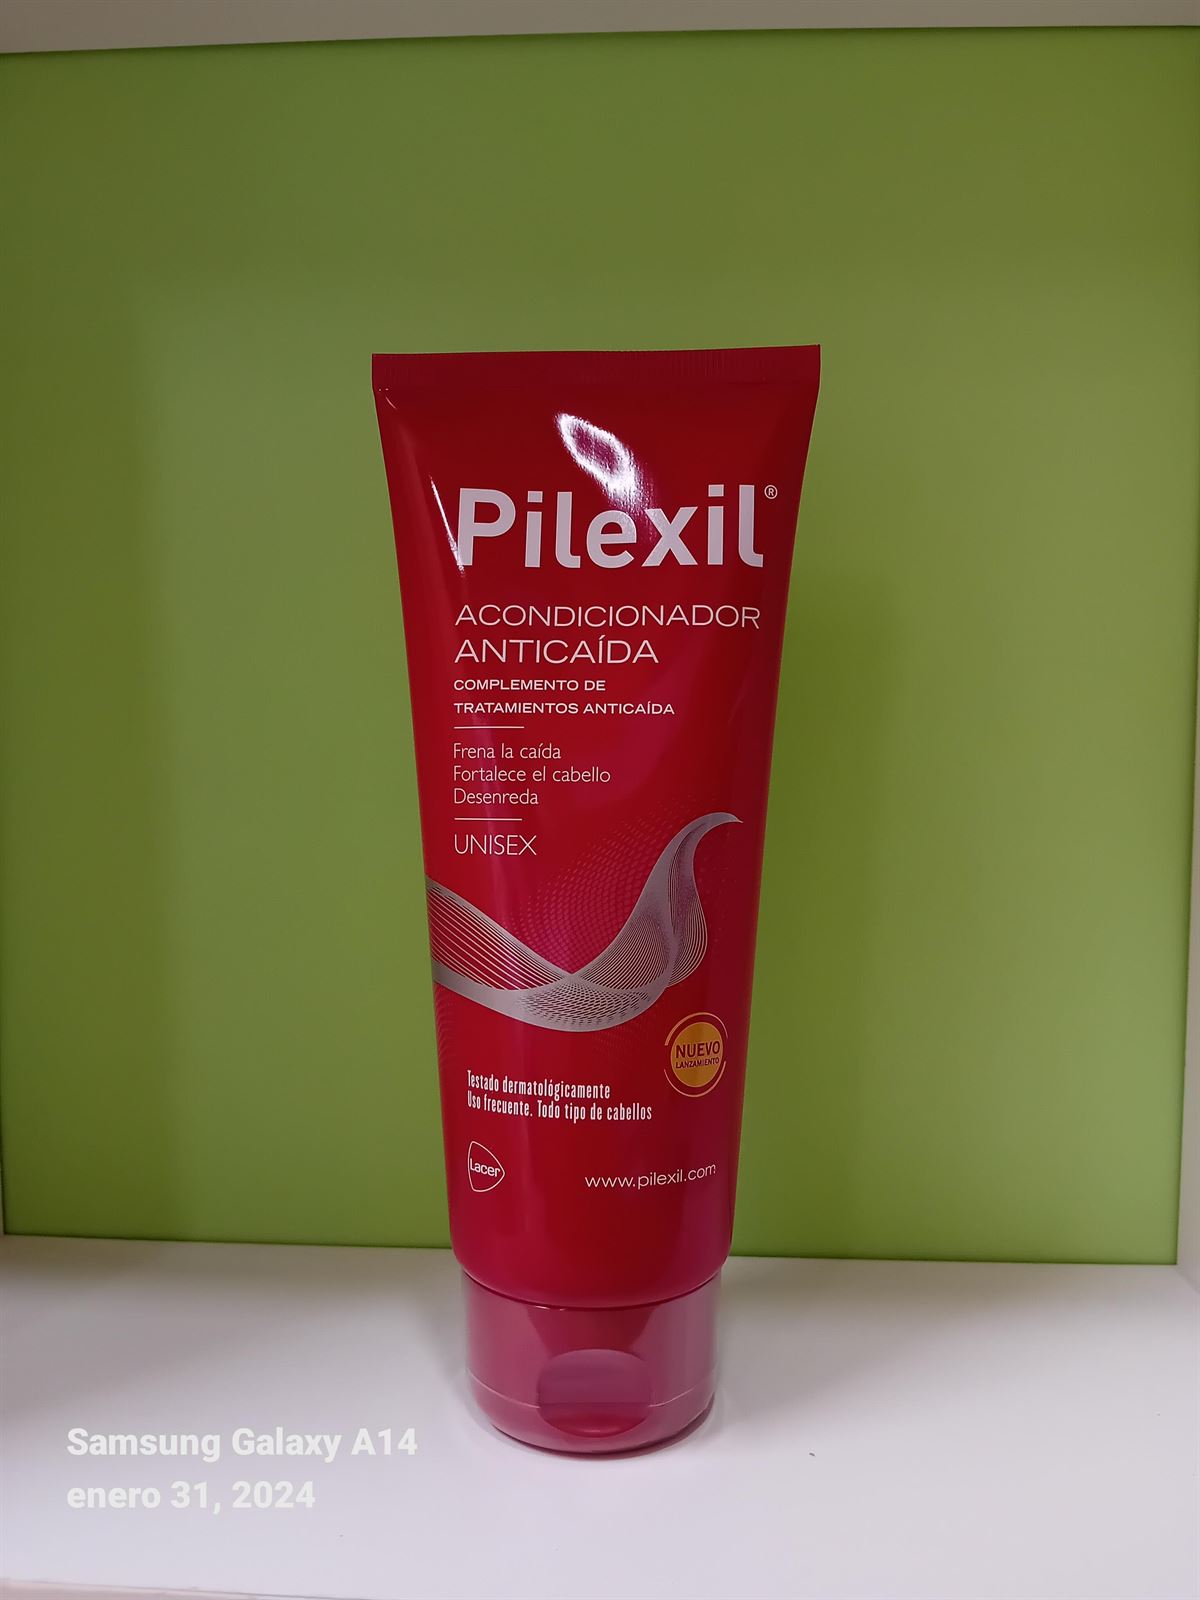 Pilexil®
ACONDICIONADOR
ANTICAÍDA
COMPLEMENTO DE
TRATAMIENTOS ANTICAÍDA
Frena la caída
Fortalece el cabello
Desenreda
UNISEX
NUEVO
LANZAMIENTO
Testado dermatológicamente
Uso frecuente. Todo tipo de cabellos
Lacer
www.pilexil.com
Samsung Galaxy A14
enero 31, 2024